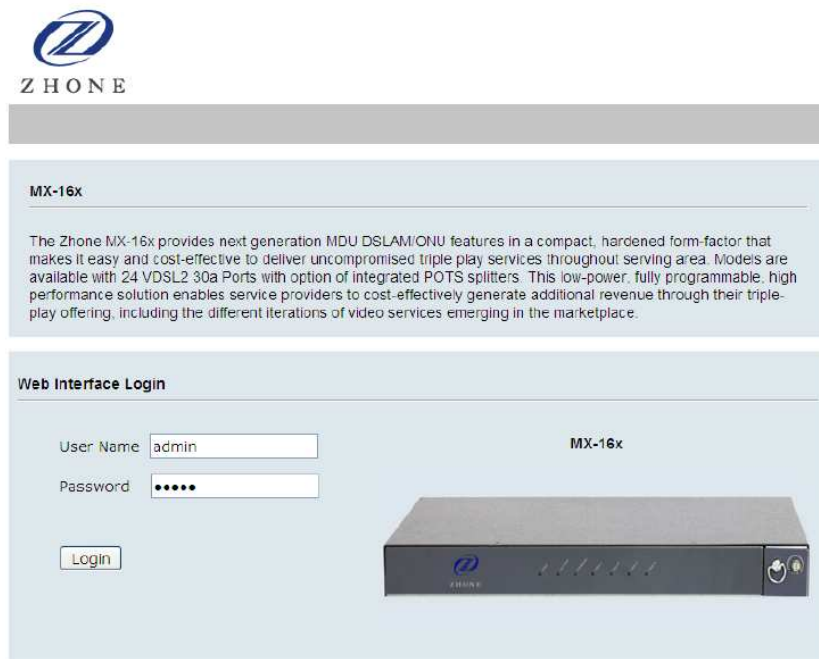 ZHONE
MX-16x
The Zhone MX-16x provides next generation MDU DSLAM/ONU features in a compact, hardened form-factor that
makes it easy and cost-effective to deliver uncompromised triple play services throughout serving area. Models are
available with 24 VDSL2 30a Ports with option of integrated POTS splitters. This low-power, fully programmable, high
performance solution enables service providers to cost-effectively generate additional revenue through their triple-
play offering, including the different iterations of video services emerging in the marketplace.
Web Interface Login
User Name admin
MX-16x
Password •••••
Login
ZHONE